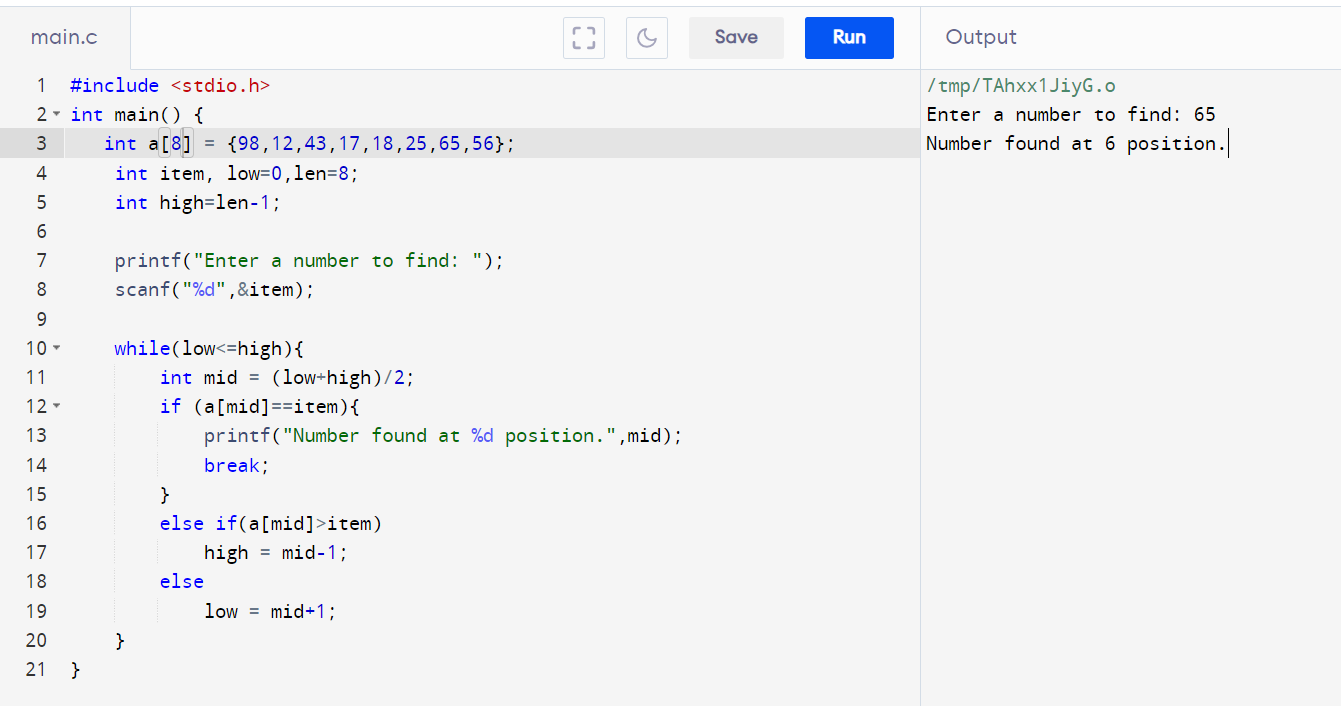 main.c
Save
Run
Output
1 #include <stdio.h>
2 int main() {
3    int a[8] = {98,12,43,17,18,25,65,56};
4     int item, low=0,len=8;
5     int high=len-1;
6
7     printf("Enter a number to find: ");
8     scanf("%d",&item);
9
10     while(low<=high){
11         int mid = (low+high)/2;
12         if (a[mid]==item){
13             printf("Number found at %d position.",mid);
14             break;
15         }
16         else if(a[mid]>item)
17             high = mid-1;
18         else
19             low = mid+1;
20     }
21 }
/tmp/TAhxx1JiyG.o
Enter a number to find: 65
Number found at 6 position.